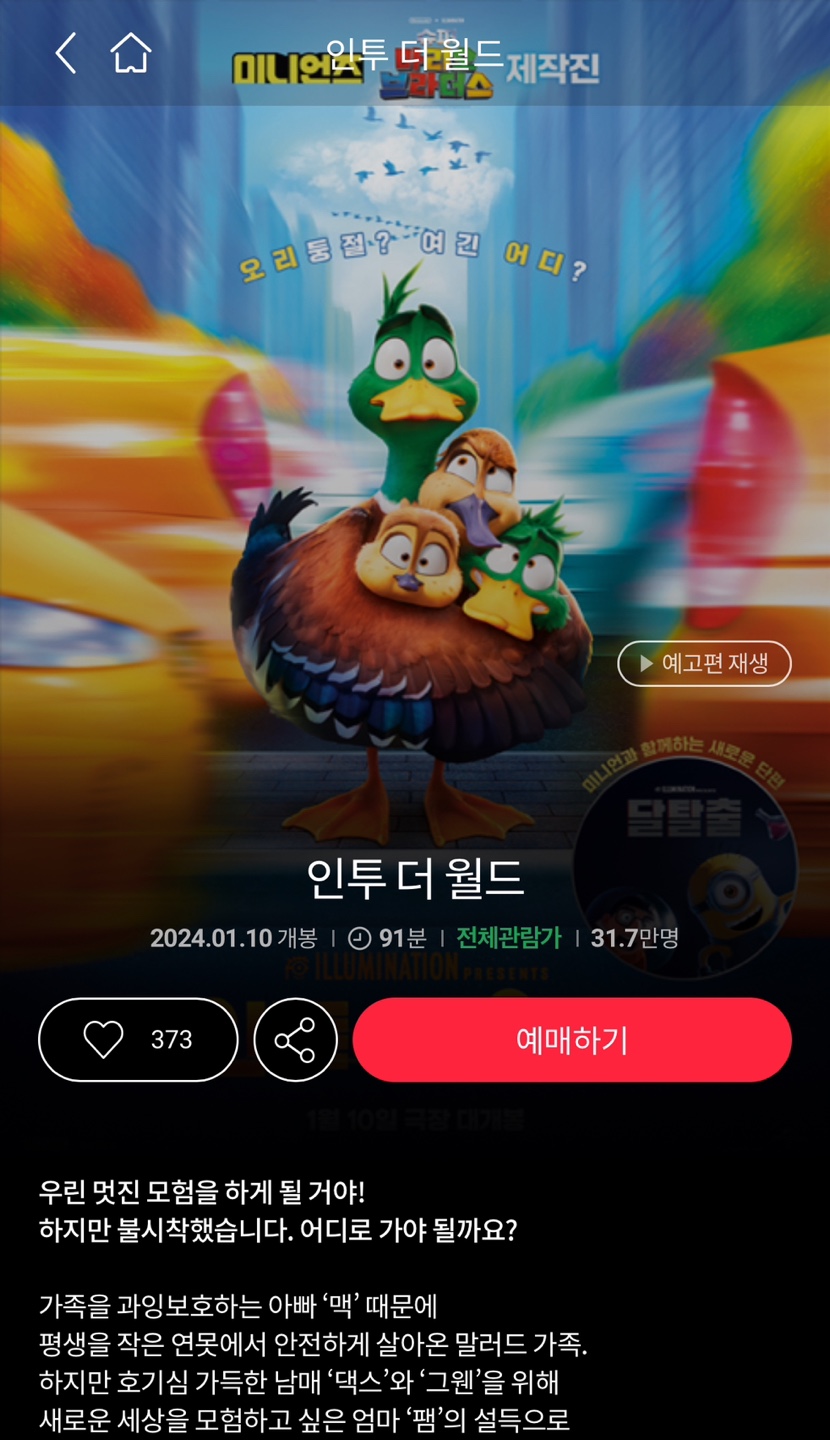 인투 더 월드
미니언즈 슈퍼 마리오 브라더스 제작진
오리둥절? 여긴 어디?
예고편 재생
미니언과 함께하는 새로운 단편
달탈출
인투 더 월드
2024.01.10 개봉 | 91분 | 전체관람가 | 31.7만명
ILLUMINATION PRESENTS
373
예매하기
1월 10일 극장 대개봉
우린 멋진 모험을 하게 될 거야!
하지만 불시착했습니다. 어디로 가야 될까요?
가족을 과잉보호하는 아빠 ‘맥’ 때문에
평생을 작은 연못에서 안전하게 살아온 말러드 가족.
하지만 호기심 가득한 남매 ‘댁스’와 ‘그웬’을 위해
새로운 세상을 모험하고 싶은 엄마 ‘팸’의 설득으로